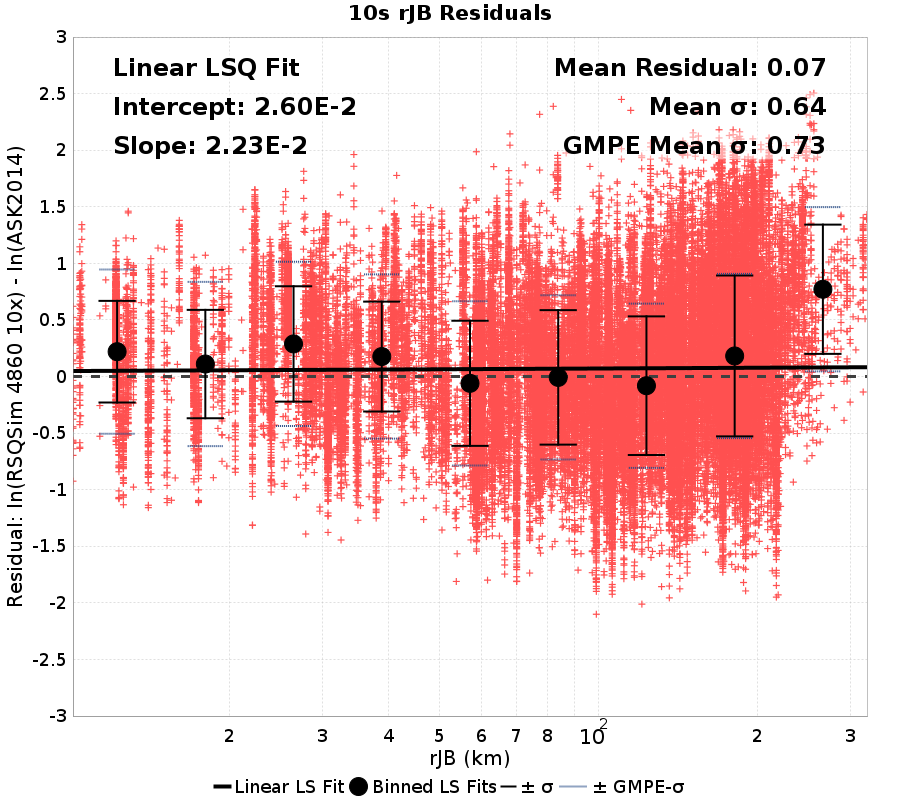 10s rJB Residuals
Linear LSQ Fit
Intercept: 2.60E-2
Slope: 2.23E-2
Mean Residual: 0.07
Mean σ: 0.64
GMPE Mean σ: 0.73
Residual: ln(RSQSim 4860 10x) - ln(ASK2014)
3
2.5
2
1.5
1
0.5
0
-0.5
-1
-1.5
-2
-2.5
-3
2 3 4 5 6 7 8 10² 2 3
rJB (km)
Linear LS Fit Binned LS Fits ± σ ± GMPE-σ